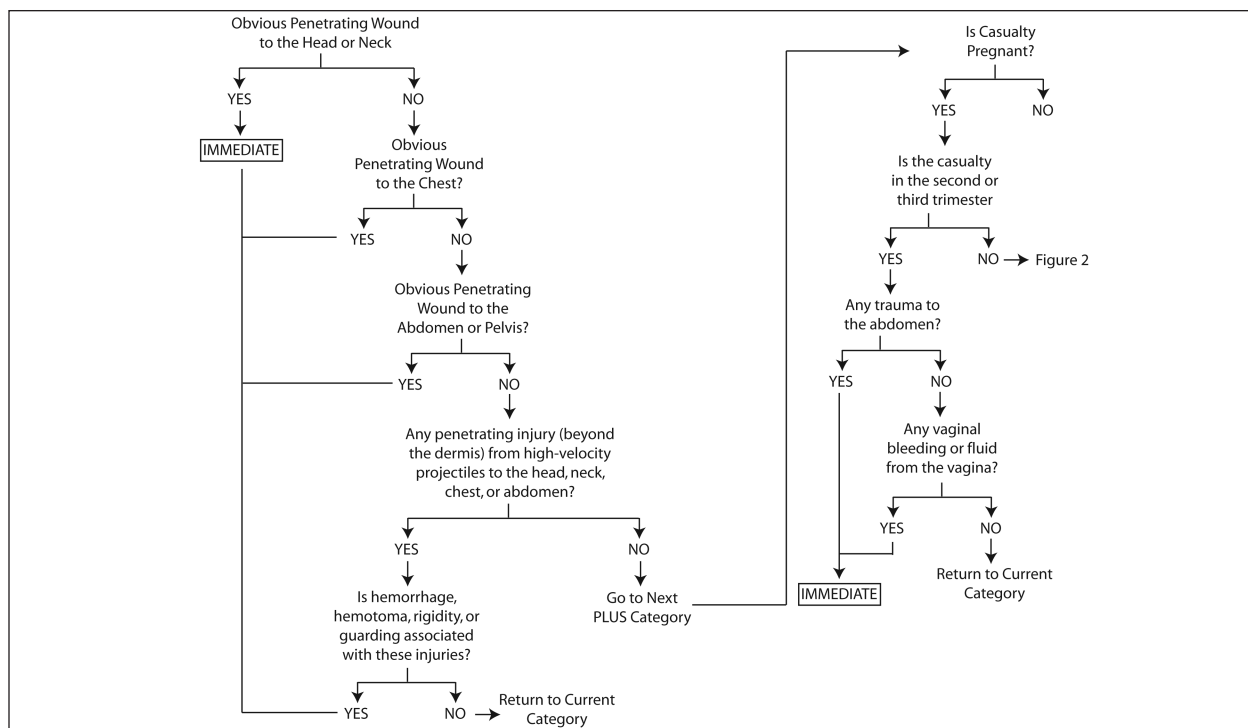 Obvious Penetrating Wound
to the Head or Neck
YES
NO
IMMEDIATE
Obvious
Penetrating Wound
to the Chest?
YES
NO
Obvious Penetrating
Wound to the
Abdomen or Pelvis?
YES
NO
Any penetrating injury (beyond
the dermis) from high-velocity
projectiles to the head, neck,
chest, or abdomen?
YES
NO
Is hemorrhage,
hemotoma, rigidity, or
guarding associated
with these injuries?
Go to Next
PLUS Category
YES
NO
Return to Current
Category
Is Casualty
Pregnant?
YES
NO
Is the casualty
in the second or
third trimester
YES
NO
Figure 2
Any trauma to
the abdomen?
YES
NO
Any vaginal
bleeding or fluid
from the vagina?
YES
NO
IMMEDIATE
Return to Current
Category